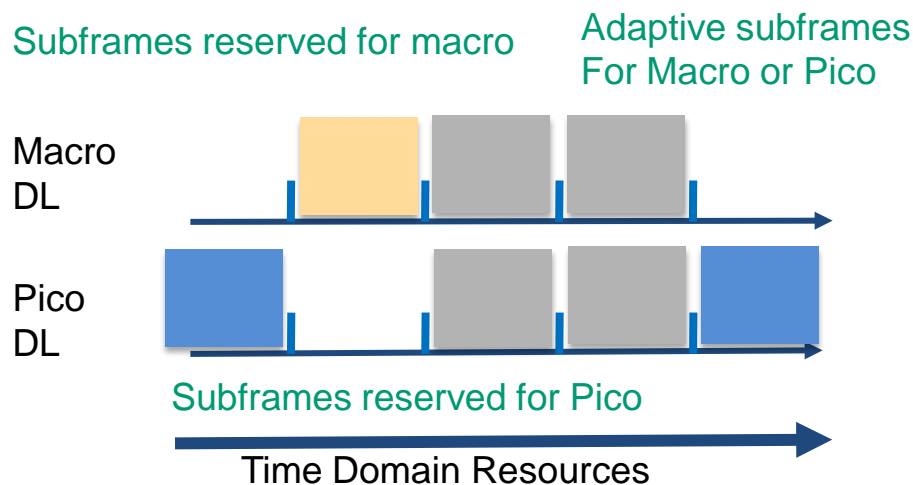 Subframes reserved for macro
Adaptive subframes
For Macro or Pico
Macro
DL
Pico
DL
Subframes reserved for Pico
Time Domain Resources